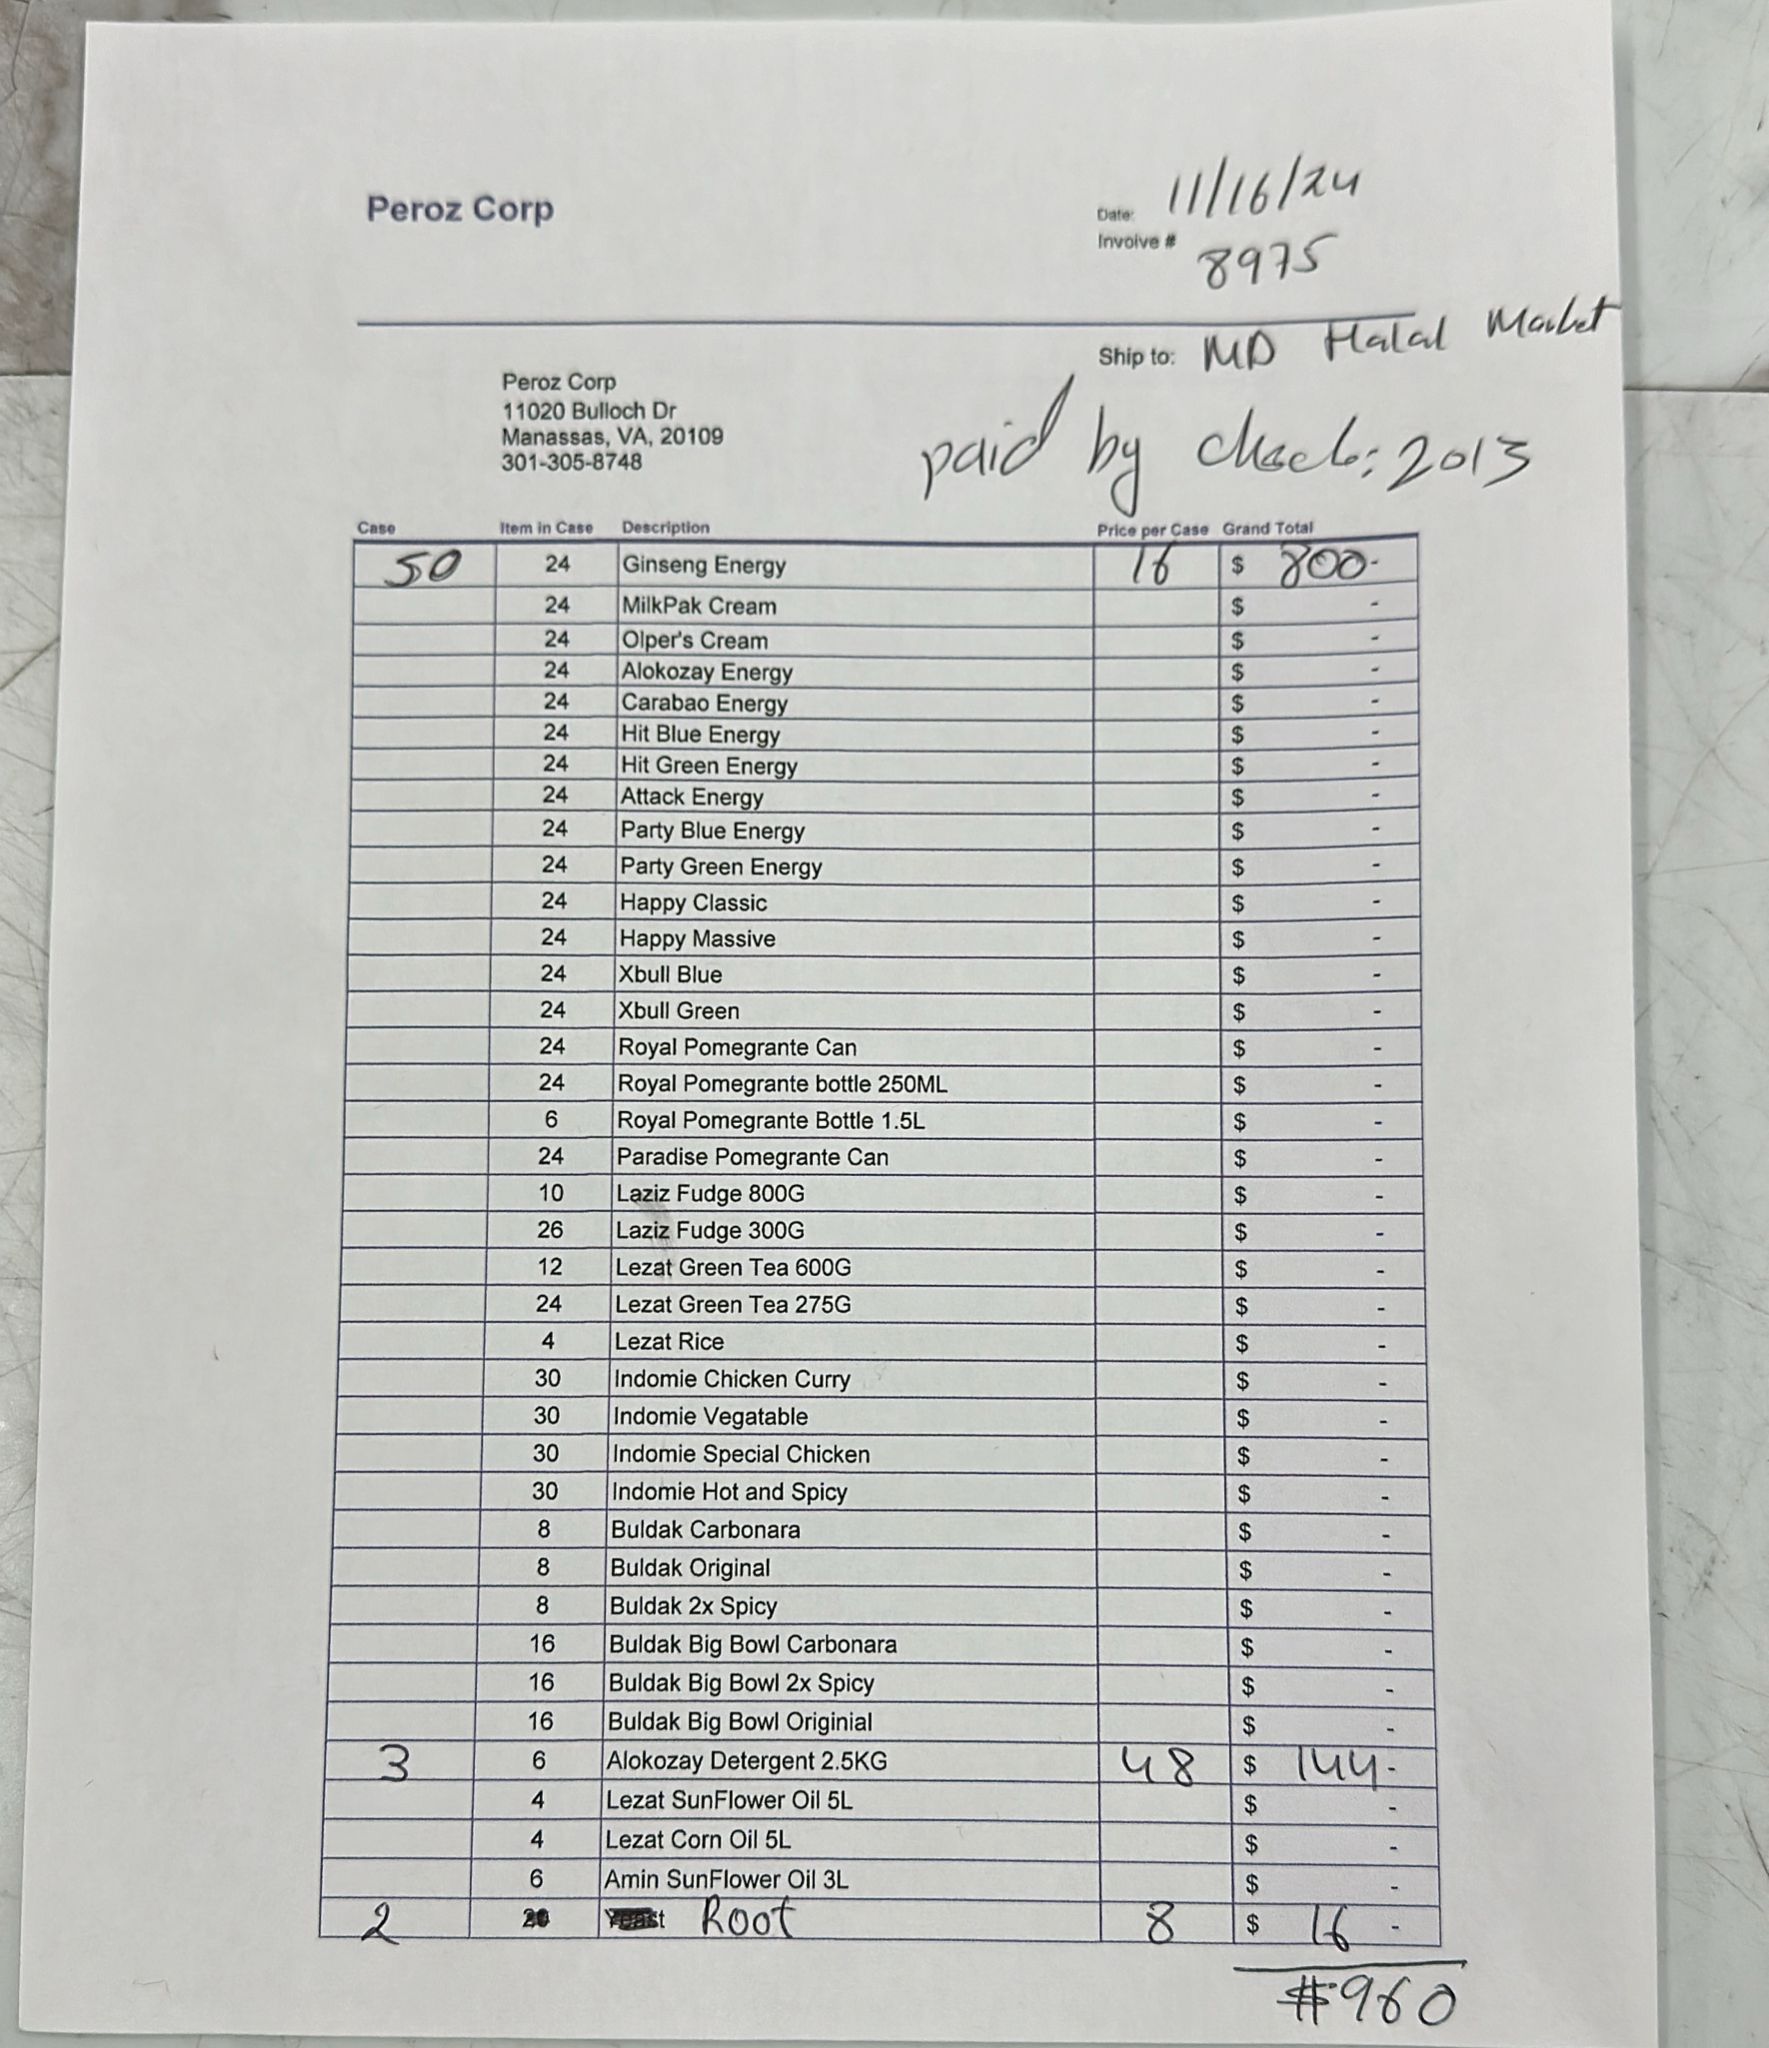 Peroz Corp
Date: 11/16/24
Involve # 8975
Ship to: MD Halal Market
Peroz Corp
11020 Bulloch Dr
Manassas, VA, 20109
301-305-8748
paid by check: 2013
Case Item in Case Description Price per Case Grand Total
50 24 Ginseng Energy 16 $ 800-
24 MilkPak Cream $ -
24 Olper's Cream $ -
24 Alokozay Energy $ -
24 Carabao Energy $ -
24 Hit Blue Energy $ -
24 Hit Green Energy $ -
24 Attack Energy $ -
24 Party Blue Energy $ -
24 Party Green Energy $ -
24 Happy Classic $ -
24 Happy Massive $ -
24 Xbull Blue $ -
24 Xbull Green $ -
24 Royal Pomegrante Can $ -
24 Royal Pomegrante bottle 250ML $ -
6 Royal Pomegrante Bottle 1.5L $ -
24 Paradise Pomegrante Can $ -
10 Laziz Fudge 800G $ -
26 Laziz Fudge 300G $ -
12 Lezat Green Tea 600G $ -
24 Lezat Green Tea 275G $ -
4 Lezat Rice $ -
30 Indomie Chicken Curry $ -
30 Indomie Vegatable $ -
30 Indomie Special Chicken $ -
30 Indomie Hot and Spicy $ -
8 Buldak Carbonara $ -
8 Buldak Original $ -
8 Buldak 2x Spicy $ -
16 Buldak Big Bowl Carbonara $ -
16 Buldak Big Bowl 2x Spicy $ -
16 Buldak Big Bowl Originial $ -
3 6 Alokozay Detergent 2.5KG 48 $ 144-
4 Lezat SunFlower Oil 5L $ -
4 Lezat Corn Oil 5L $ -
6 Amin SunFlower Oil 3L $ -
2 Root 8 $ 16 -
#960